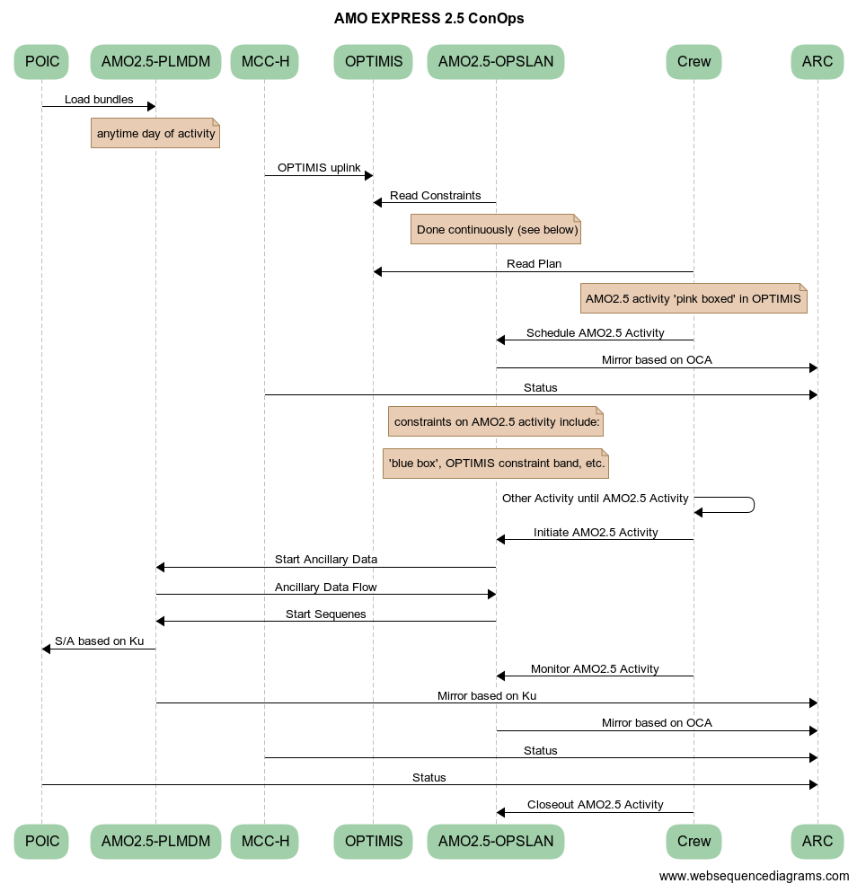 AMO EXPRESS 2.5 ConOps
POIC AMO2.5-PLMDM MCC-H OPTIMIS AMO2.5-OPSLAN Crew ARC
Load bundles
anytime day of activity
OPTIMIS uplink
Read Constraints
Done continuously (see below)
Read Plan
AMO2.5 activity 'pink boxed' in OPTIMIS
Schedule AMO2.5 Activity
Mirror based on OCA
Status
constraints on AMO2.5 activity include:
'blue box', OPTIMIS constraint band, etc.
Other Activity until AMO2.5 Activity
Initiate AMO2.5 Activity
Start Ancillary Data
Ancillary Data Flow
Start Sequenes
S/A based on Ku
Monitor AMO2.5 Activity
Mirror based on Ku
Mirror based on OCA
Status
Status
Closeout AMO2.5 Activity
POIC AMO2.5-PLMDM MCC-H OPTIMIS AMO2.5-OPSLAN Crew ARC
www.websequencediagrams.com